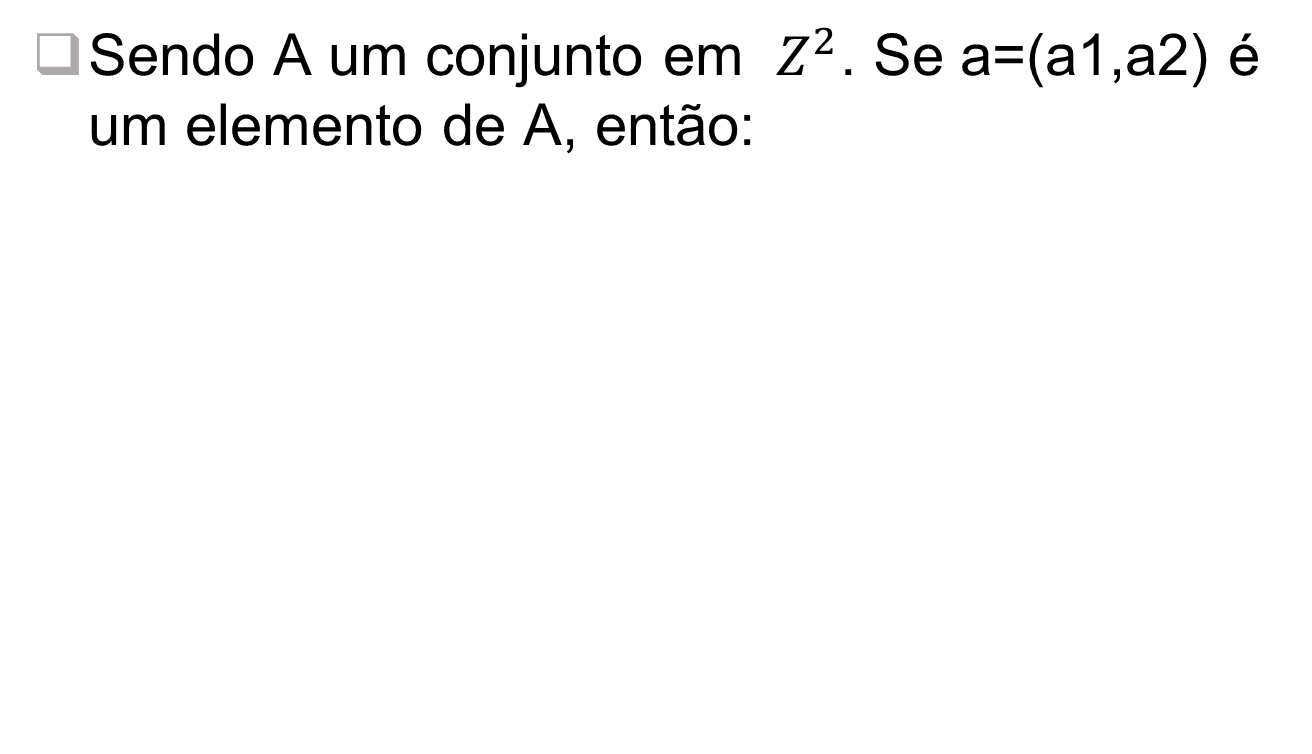 ❑ Sendo A um conjunto em Z². Se a=(a1,a2) é
um elemento de A, então: